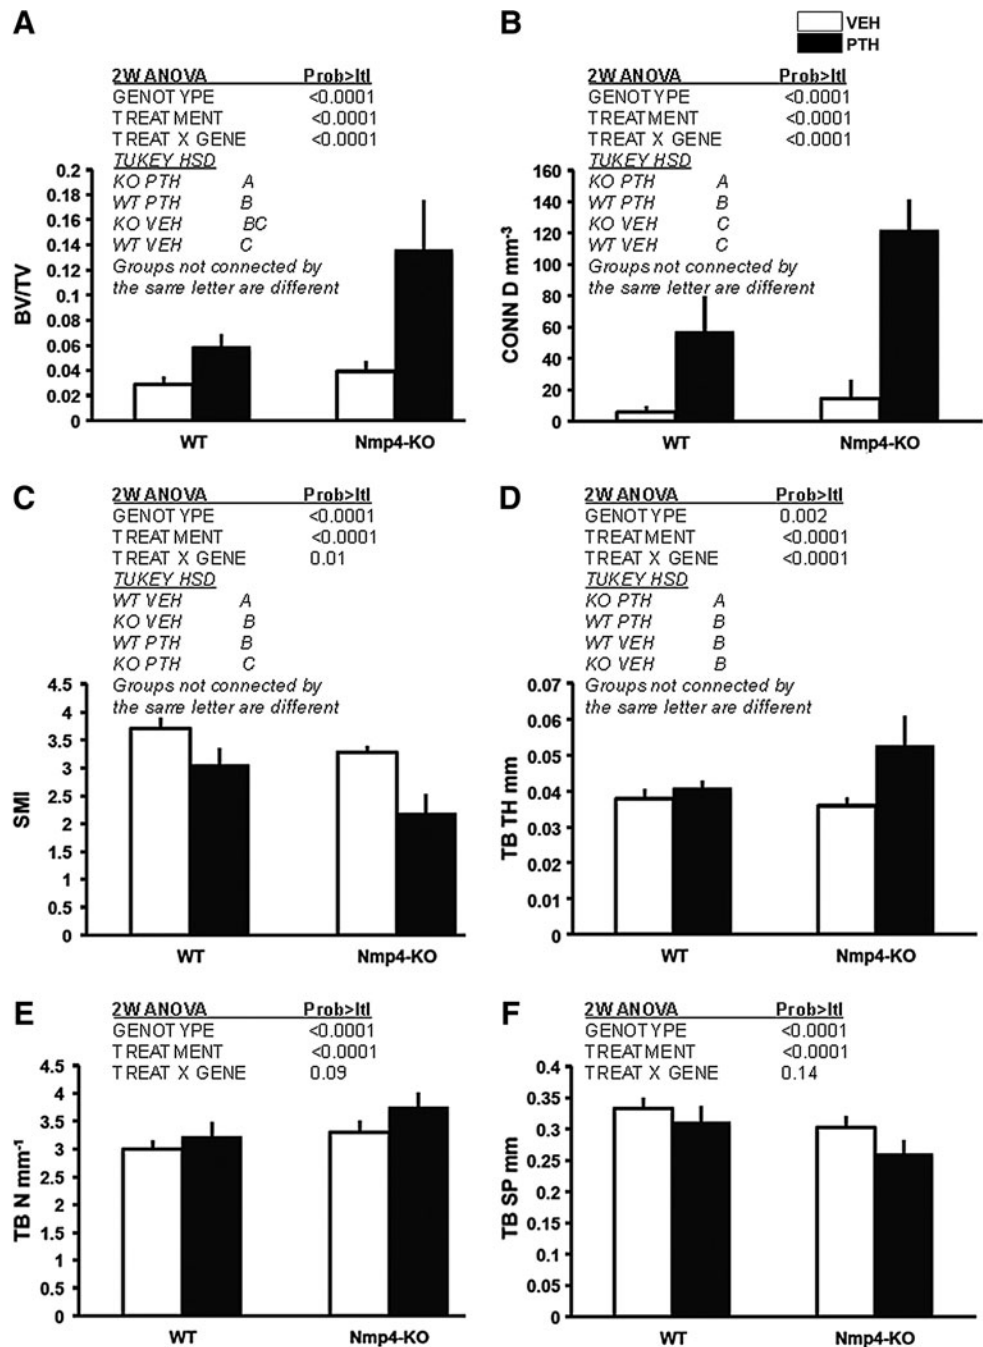 A
2W ANOVA Prob>ItI
GENOTYPE <0.0001
TREATMENT <0.0001
TREAT X GENE <0.0001
TUKEY HSD
KO PTH A
WT PTH B
KO VEH BC
WT VEH C
Groups not connected by
the same letter are different
BV/TV
0.2
0.18
0.16
0.14
0.12
0.1
0.08
0.06
0.04
0.02
0
WT Nmp4-KO
B
VEH
PTH
2W ANOVA Prob>ItI
GENOTYPE <0.0001
TREATMENT <0.0001
TREAT X GENE <0.0001
TUKEY HSD
KO PTH A
WT PTH B
KO VEH C
WT VEH C
Groups not connected by
the same letter are different
CONN D mm-3
160
140
120
100
80
60
40
20
0
WT Nmp4-KO
C
2W ANOVA Prob>ItI
GENOTYPE <0.0001
TREATMENT <0.0001
TREAT X GENE 0.01
TUKEY HSD
WT VEH A
KO VEH B
WT PTH B
KO PTH C
Groups not connected by
the same letter are different
SMI
4.5
4
3.5
3
2.5
2
1.5
1
0.5
0
WT Nmp4-KO
D
2W ANOVA Prob>ItI
GENOTYPE 0.002
TREATMENT <0.0001
TREAT X GENE <0.0001
TUKEY HSD
KO PTH A
WT PTH B
WT VEH B
KO VEH B
Groups not connected by
the same letter are different
TB TH mm
0.07
0.06
0.05
0.04
0.03
0.02
0.01
0
WT Nmp4-KO
E
2W ANOVA Prob>ItI
GENOTYPE <0.0001
TREATMENT <0.0001
TREAT X GENE 0.09
TB N mm-1
4.5
4
3.5
3
2.5
2
1.5
1
0.5
0
WT Nmp4-KO
F
2W ANOVA Prob>ItI
GENOTYPE <0.0001
TREATMENT <0.0001
TREAT X GENE 0.14
TB SP mm
0.4
0.35
0.3
0.25
0.2
0.15
0.1
0.05
0
WT Nmp4-KO